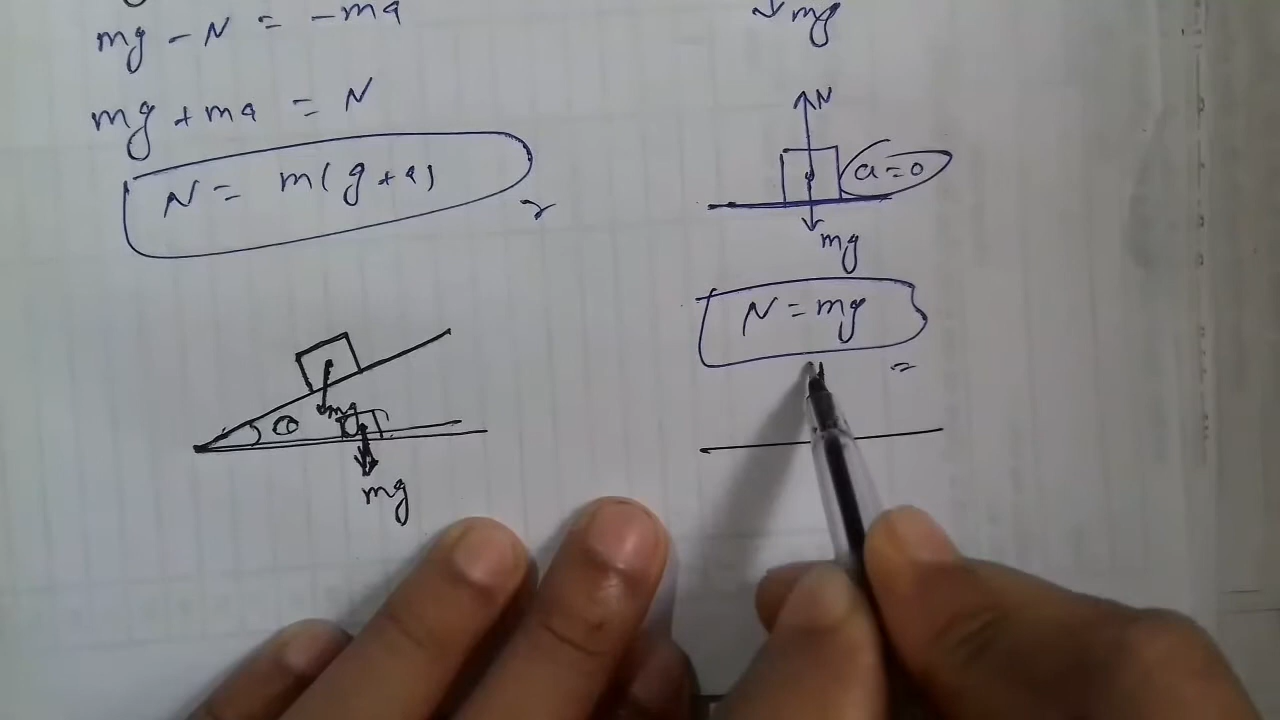 mg - N = -ma
mg + ma = N
N = m(g+a)
mg
N
a=0
mg
N = mg
mg
θ
mg